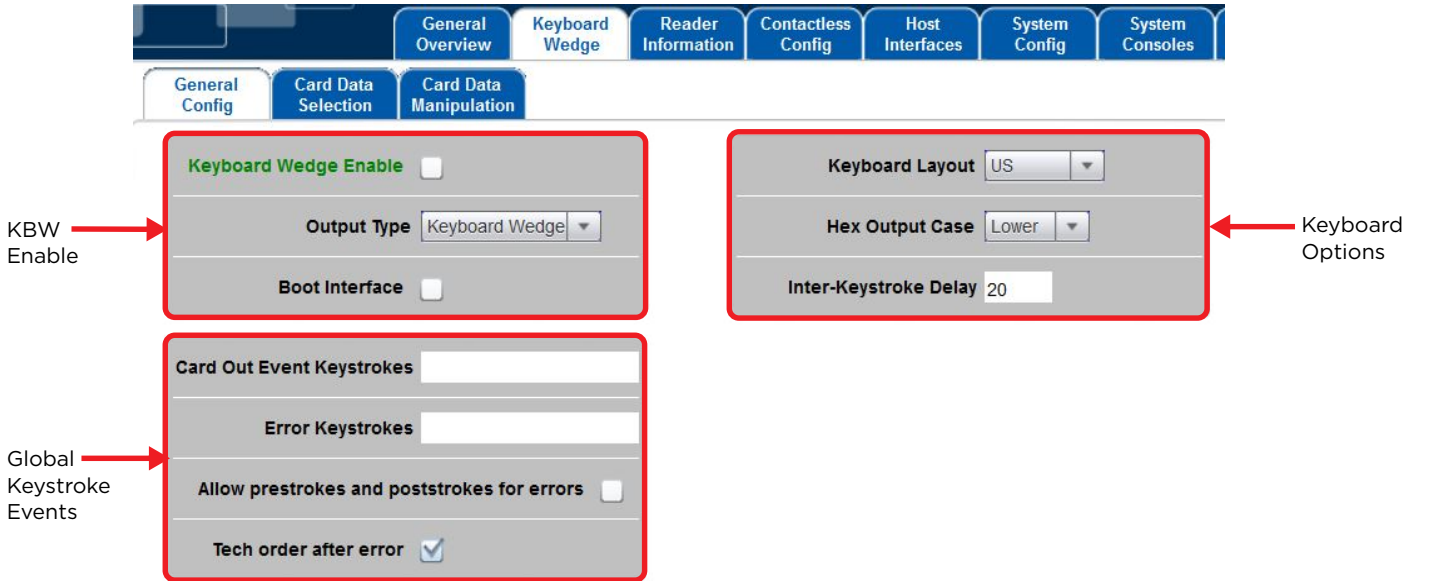 General Overview
Keyboard Wedge
Reader Information
Contactless Config
Host Interfaces
System Config
System Consoles
General Config
Card Data Selection
Card Data Manipulation
KBW Enable
Keyboard Wedge Enable
Output Type Keyboard Wedge
Boot Interface
Keyboard Layout US
Hex Output Case Lower
Inter-Keystroke Delay 20
Keyboard Options
Global Keystroke Events
Card Out Event Keystrokes
Error Keystrokes
Allow prestrokes and poststrokes for errors
Tech order after error